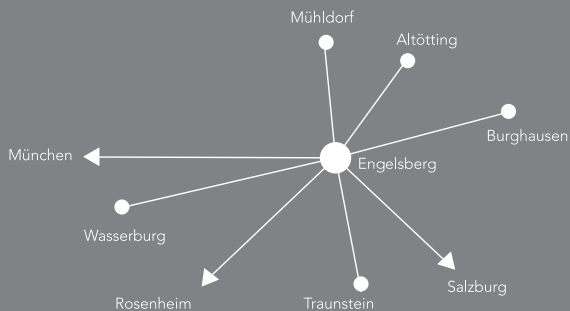 Mühldorf
Altötting
Burghausen
München
Engelsberg
Wasserburg
Salzburg
Rosenheim
Traunstein